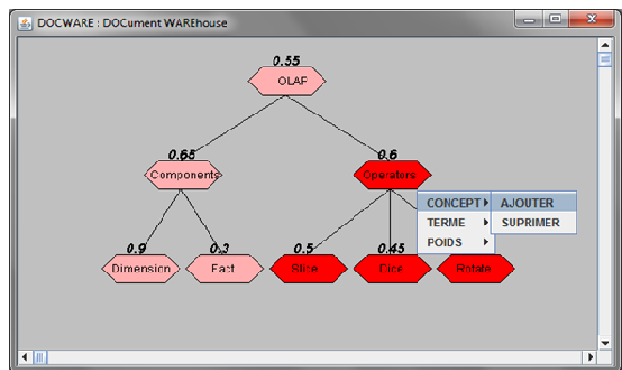 DOCWARE : DOCument WAREhouse
0.55
OLAP
0.65
0.6
Components
Operators
CONCEPT AJOUTER
TERME SUPRIMER
POIDS
0.9
0.3
0.5
0.45
Dimension
Fact
Slice
Dice
Rotate